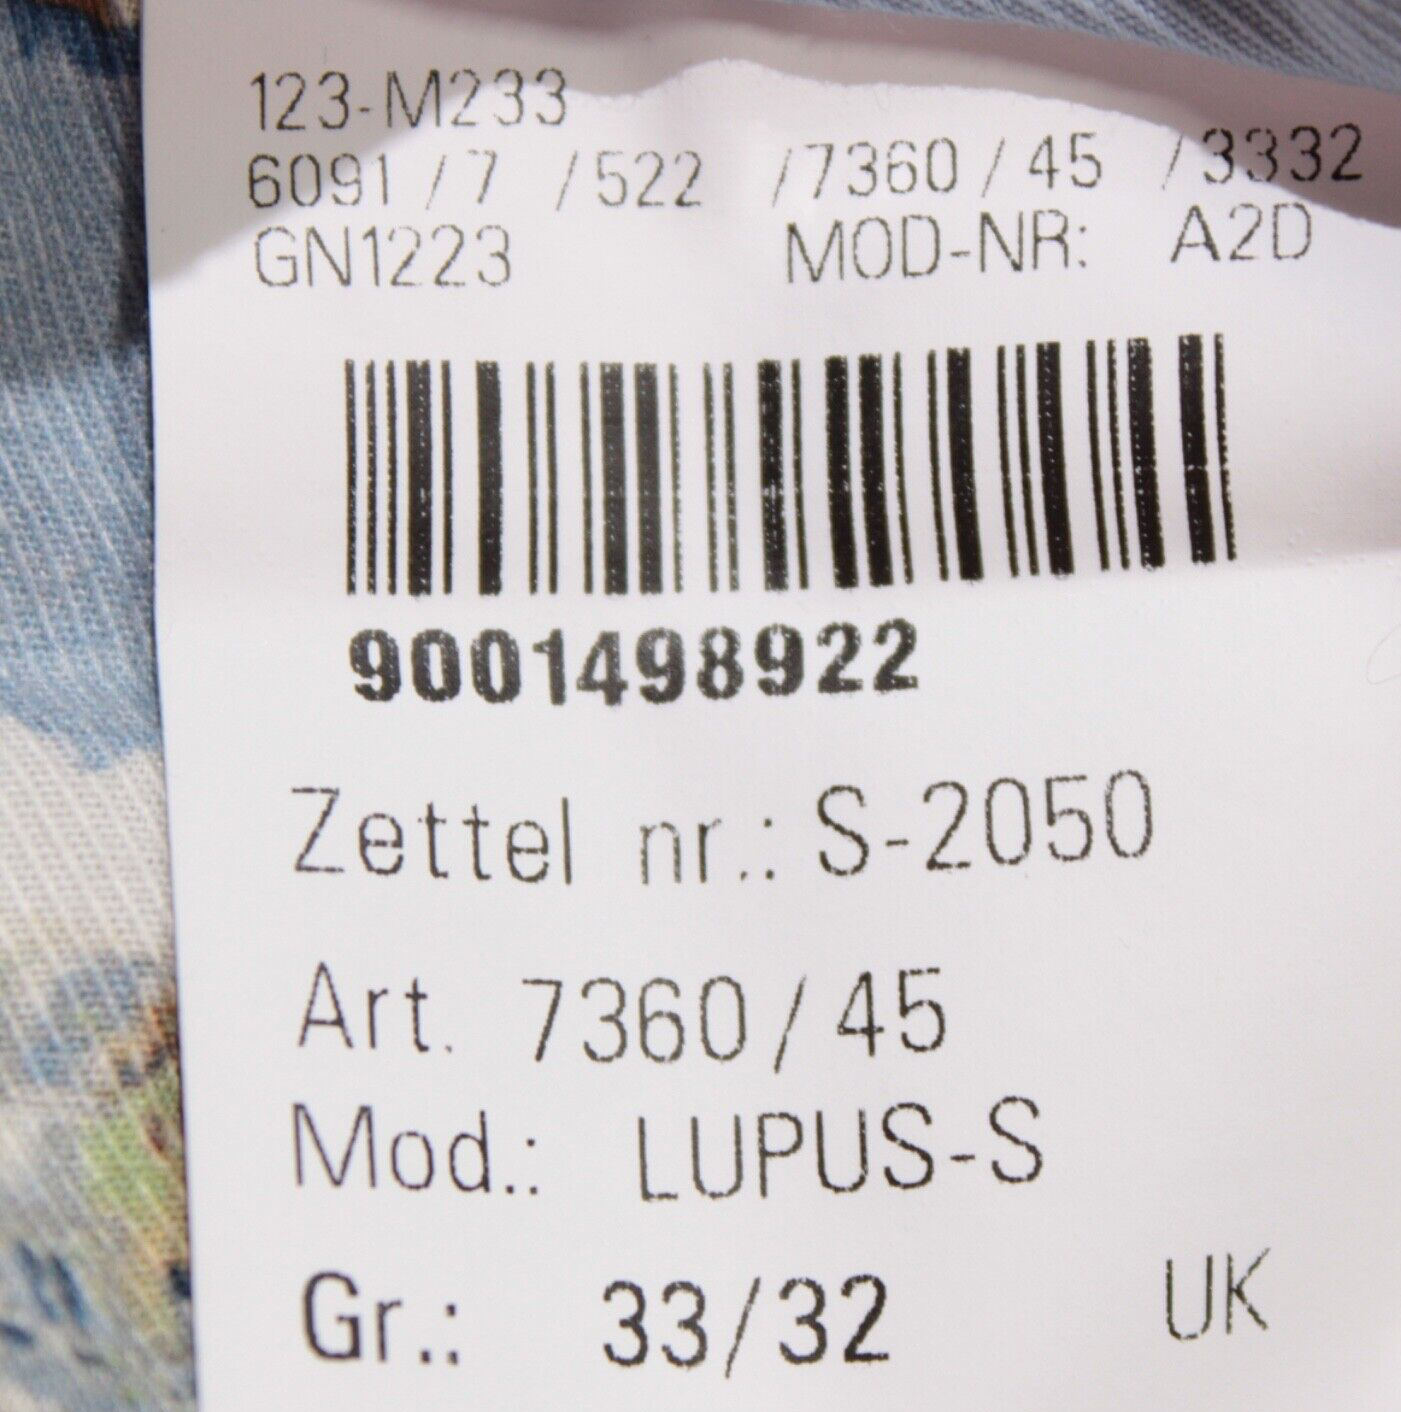 123-M233
6091 / 7 / 522 / 7360 / 45 / 3332
GN1223 MOD-NR: A2D
9001498922
Zettel nr.: S-2050
Art. 7360 / 45
Mod.: LUPUS-S
Gr.: 33/32 UK